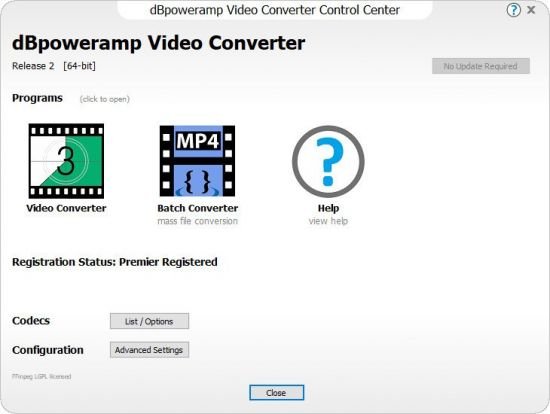 dBpoweramp Video Converter Control Center
dBpoweramp Video Converter
Release 2 [64-bit]
No Update Required
Programs (click to open)
3
MP4
{ }
?
Video Converter
Batch Converter
Help
mass file conversion
view help
Registration Status: Premier Registered
Codecs
List / Options
Configuration
Advanced Settings
FFmpeg LGPL licensed
Close